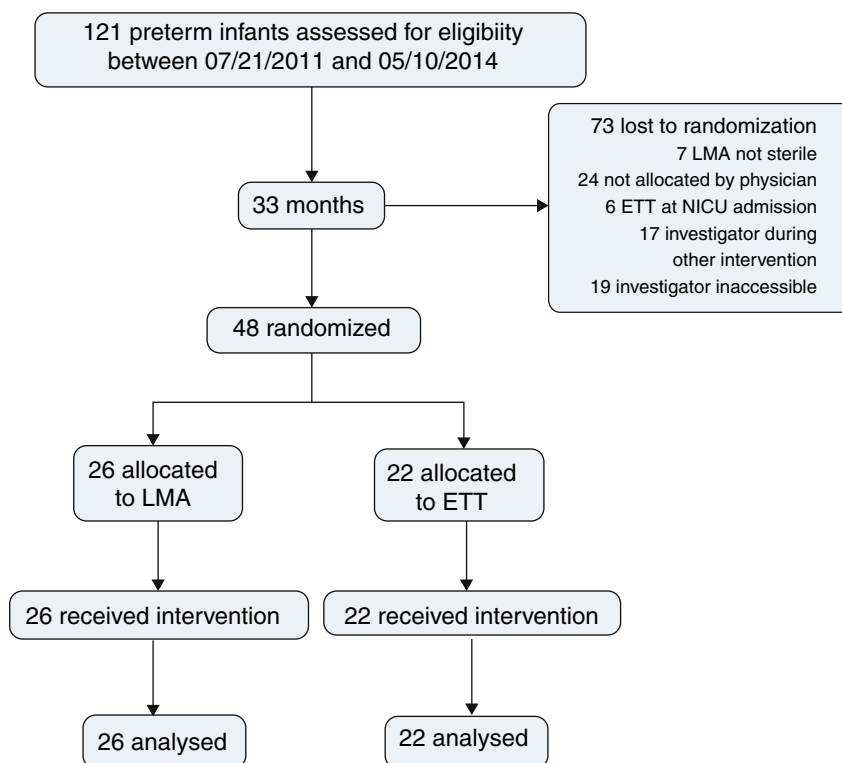 121 preterm infants assessed for eligibiity
between 07/21/2011 and 05/10/2014
73 lost to randomization
7 LMA not sterile
24 not allocated by physician
6 ETT at NICU admission
17 investigator during
other intervention
19 investigator inaccessible
33 months
48 randomized
26 allocated
to LMA
22 allocated
to ETT
26 received intervention
22 received intervention
26 analysed
22 analysed